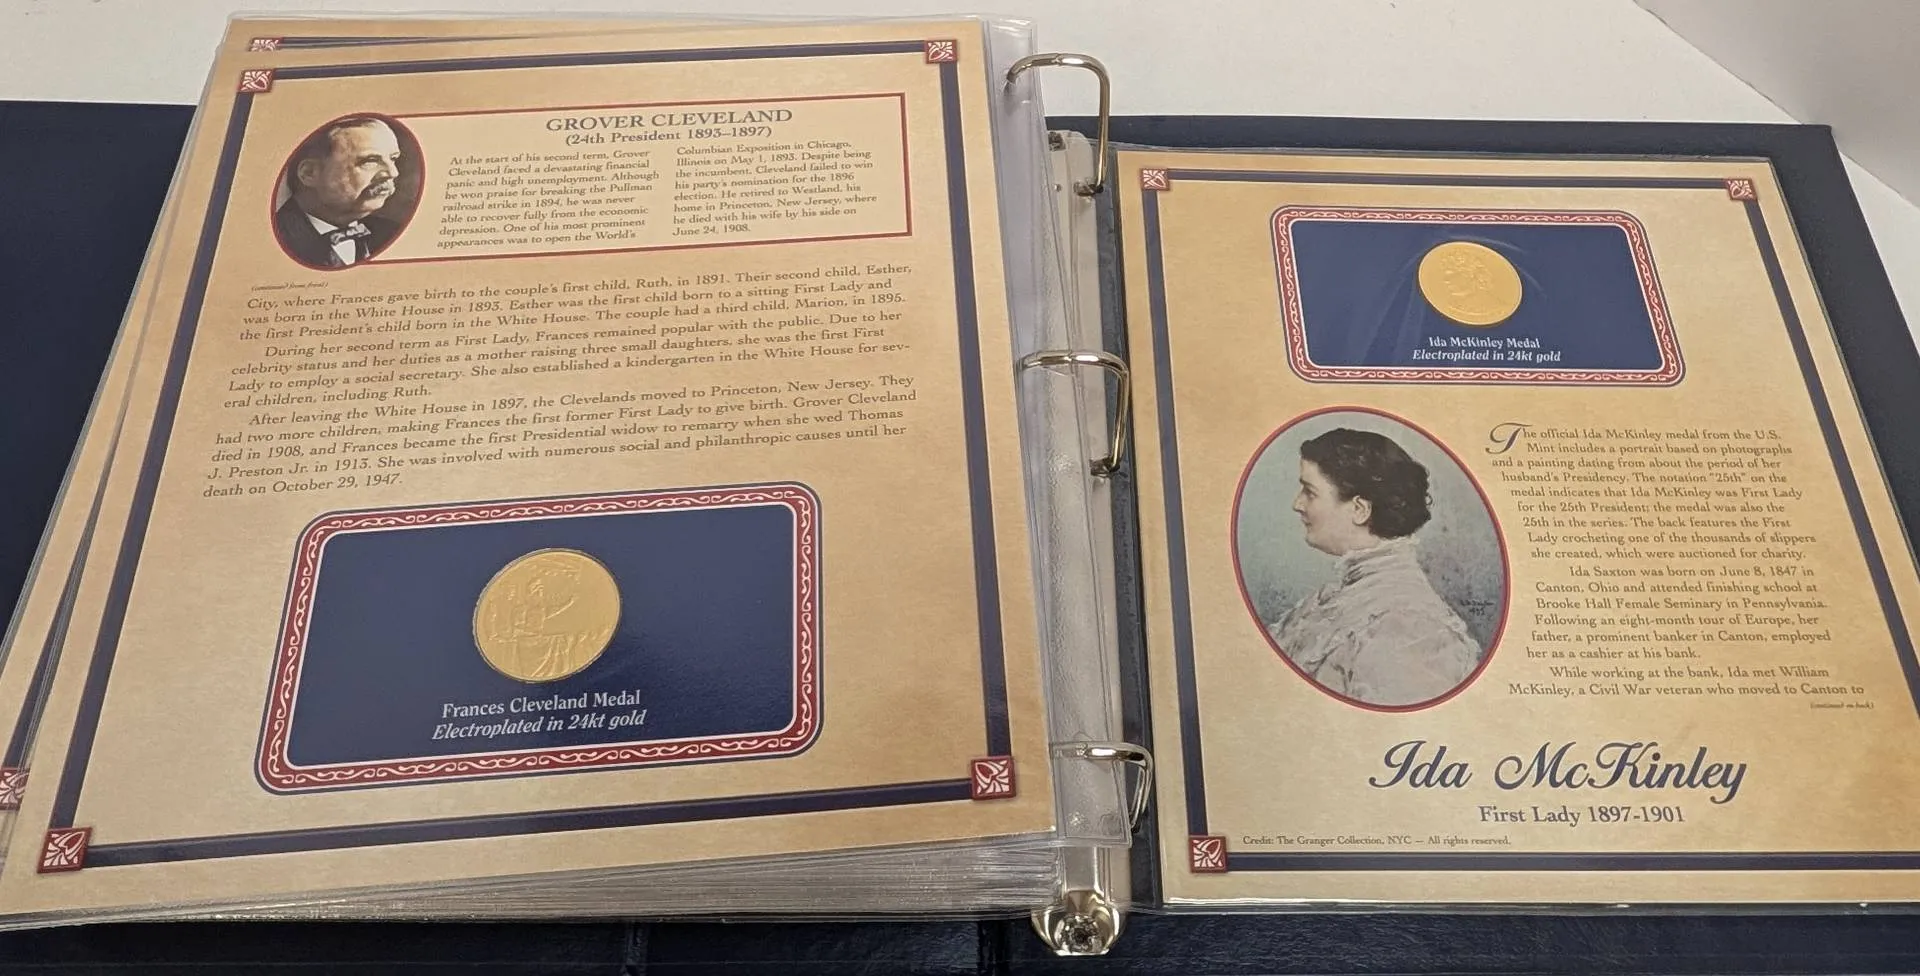 GROVER CLEVELAND
(24th President 1893–1897)
At the start of his second term, Grover
Cleveland faced a devastating financial
panic and high unemployment. Although
he won praise for breaking the Pullman
railroad strike in 1894, he was never
able to recover fully from the economic
depression. One of his most prominent
appearances was to open the World's
Columbian Exposition in Chicago,
Illinois on May 1, 1893. Despite being
the incumbent, Cleveland failed to win
his party's nomination for the 1896
election. He retired to Westland, his
home in Princeton, New Jersey, where
he died with his wife by his side on
June 24, 1908.
(continued from front)
City, where Frances gave birth to the couple's first child, Ruth, in 1891. Their second child, Esther,
was born in the White House in 1893. Esther was the first child born to a sitting First Lady and
the first President's child born in the White House. The couple had a third child, Marion, in 1895.
During her second term as First Lady, Frances remained popular with the public. Due to her
celebrity status and her duties as a mother raising three small daughters, she was the first First
Lady to employ a social secretary. She also established a kindergarten in the White House for sev-
eral children, including Ruth.
After leaving the White House in 1897, the Clevelands moved to Princeton, New Jersey. They
had two more children, making Frances the first former First Lady to give birth. Grover Cleveland
died in 1908, and Frances became the first Presidential widow to remarry when she wed Thomas
J. Preston Jr. in 1913. She was involved with numerous social and philanthropic causes until her
death on October 29, 1947.
Frances Cleveland Medal
Electroplated in 24kt gold
Ida McKinley Medal
Electroplated in 24kt gold
The official Ida McKinley medal from the U.S.
Mint includes a portrait based on photographs
and a painting dating from about the period of her
husband's Presidency. The notation "25th" on the
medal indicates that Ida McKinley was First Lady
for the 25th President; the medal was also the
25th in the series. The back features the First
Lady crocheting one of the thousands of slippers
she created, which were auctioned for charity.
Ida Saxton was born on June 8, 1847 in
Canton, Ohio and attended finishing school at
Brooke Hall Female Seminary in Pennsylvania.
Following an eight-month tour of Europe, her
father, a prominent banker in Canton, employed
her as a cashier at his bank.
While working at the bank, Ida met William
McKinley, a Civil War veteran who moved to Canton to
(continued on back)
Ida McKinley
First Lady 1897-1901
Credit: The Granger Collection, NYC — All rights reserved.